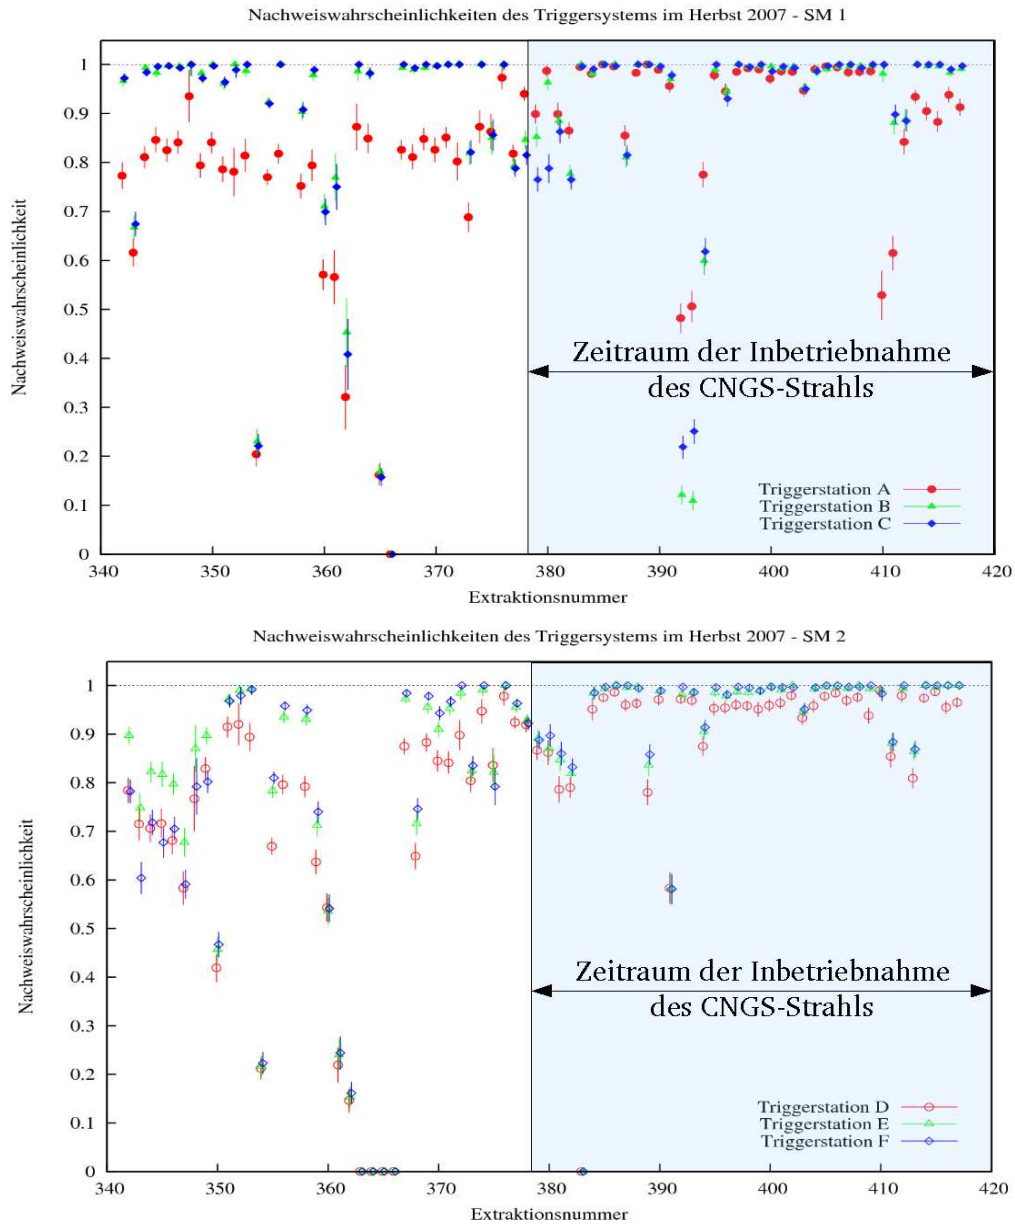 Nachweiswahrscheinlichkeiten des Triggersystems im Herbst 2007 - SM 1
Nachweiswahrscheinlichkeit
1
0.9
0.8
0.7
0.6
0.5
0.4
0.3
0.2
0.1
0
Zeitraum der Inbetriebnahme
des CNGS-Strahls
Triggerstation A
Triggerstation B
Triggerstation C
340 350 360 370 380 390 400 410 420
Extraktionsnummer
Nachweiswahrscheinlichkeiten des Triggersystems im Herbst 2007 - SM 2
Nachweiswahrscheinlichkeit
1
0.9
0.8
0.7
0.6
0.5
0.4
0.3
0.2
0.1
0
Zeitraum der Inbetriebnahme
des CNGS-Strahls
Triggerstation D
Triggerstation E
Triggerstation F
340 350 360 370 380 390 400 410 420
Extraktionsnummer